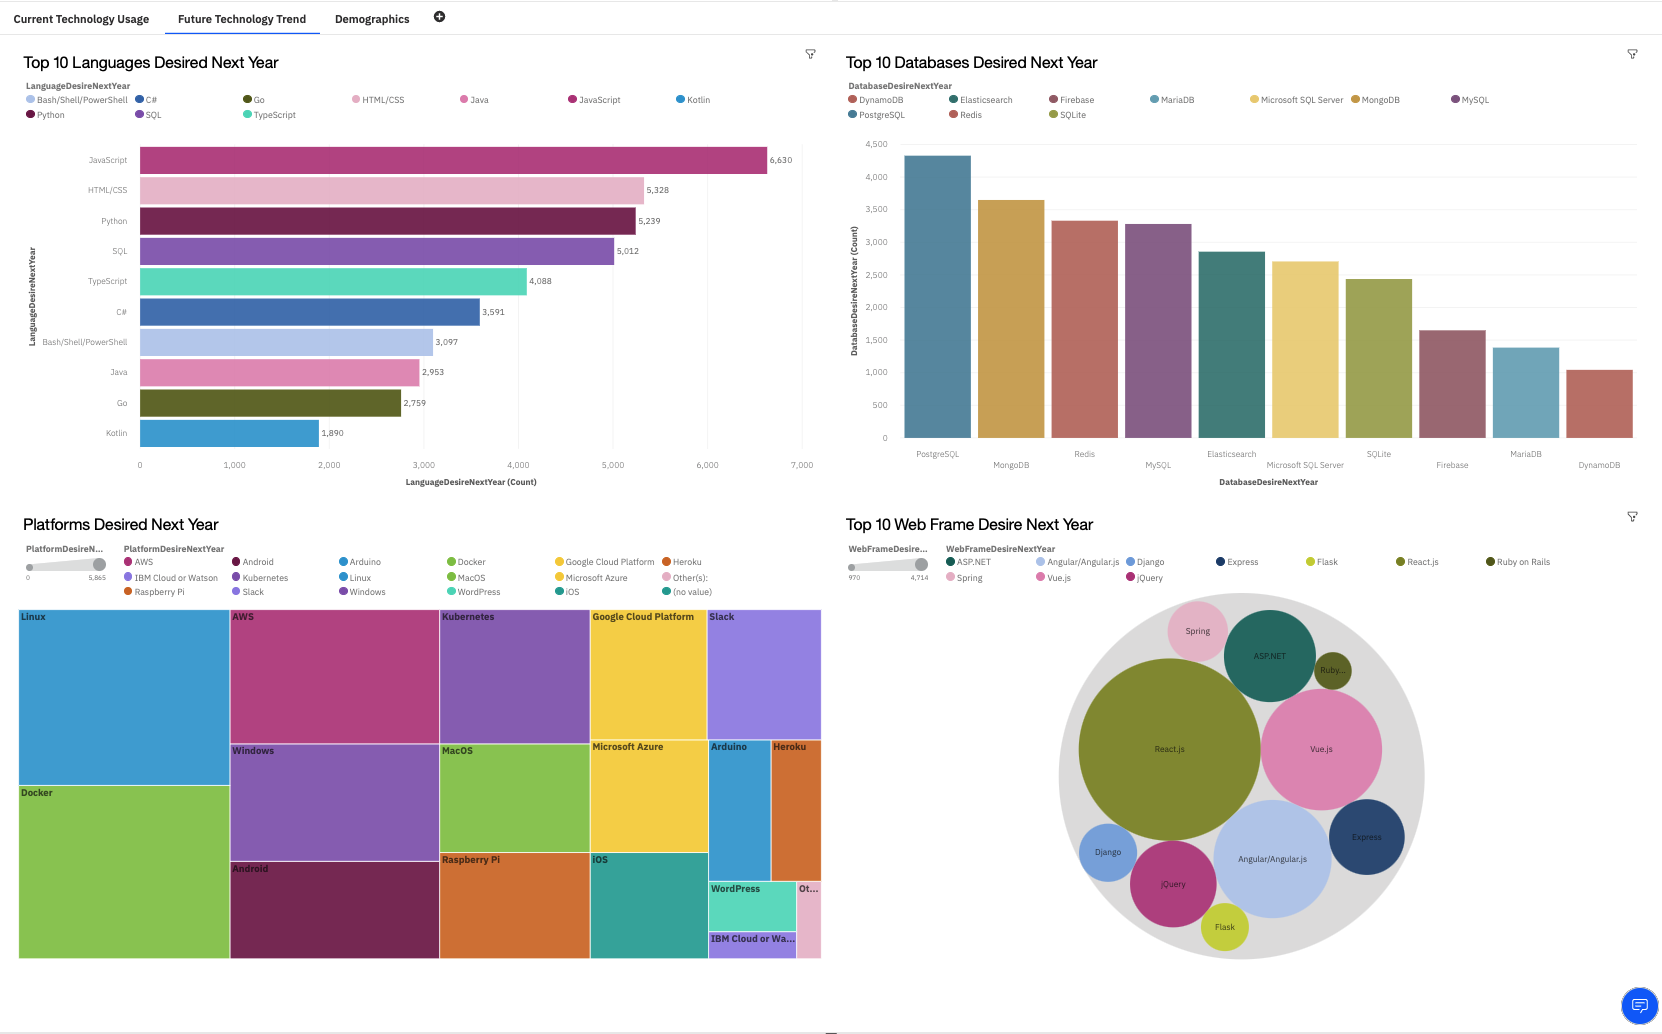 Current Technology Usage
Future Technology Trend
Demographics
Top 10 Languages Desired Next Year
LanguageDesireNextYear
Bash/Shell/PowerShell C# Go HTML/CSS Java JavaScript Kotlin
Python SQL TypeScript
LanguageDesireNextYear
JavaScript 6,630
HTML/CSS 5,328
Python 5,239
SQL 5,012
TypeScript 4,088
C# 3,591
Bash/Shell/PowerShell 3,097
Java 2,953
Go 2,759
Kotlin 1,890
0 1,000 2,000 3,000 4,000 5,000 6,000 7,000
LanguageDesireNextYear (Count)
Top 10 Databases Desired Next Year
DatabaseDesireNextYear
DynamoDB Elasticsearch Firebase MariaDB Microsoft SQL Server MongoDB MySQL
PostgreSQL Redis SQLite
DatabaseDesireNextYear (Count)
4,500
4,000
3,500
3,000
2,500
2,000
1,500
1,000
500
0
PostgreSQL MongoDB Redis MySQL Elasticsearch Microsoft SQL Server SQLite Firebase MariaDB DynamoDB
DatabaseDesireNextYear
Platforms Desired Next Year
PlatformDesireN...
0 5,865
PlatformDesireNextYear
AWS Android Arduino Docker Google Cloud Platform Heroku
IBM Cloud or Watson Kubernetes Linux MacOS Microsoft Azure Other(s):
Raspberry Pi Slack Windows WordPress iOS (no value)
Linux
AWS
Kubernetes
Google Cloud Platform
Slack
Windows
MacOS
Microsoft Azure
Arduino
Heroku
Docker
Android
Raspberry Pi
iOS
WordPress
Ot...
IBM Cloud or Wa...
Top 10 Web Frame Desire Next Year
WebFrameDesire...
970 4,714
WebFrameDesireNextYear
ASP.NET Angular/Angular.js Django Express Flask React.js Ruby on Rails
Spring Vue.js jQuery
Spring
ASP.NET
Ruby...
React.js
Vue.js
Express
Django
Angular/Angular.js
jQuery
Flask